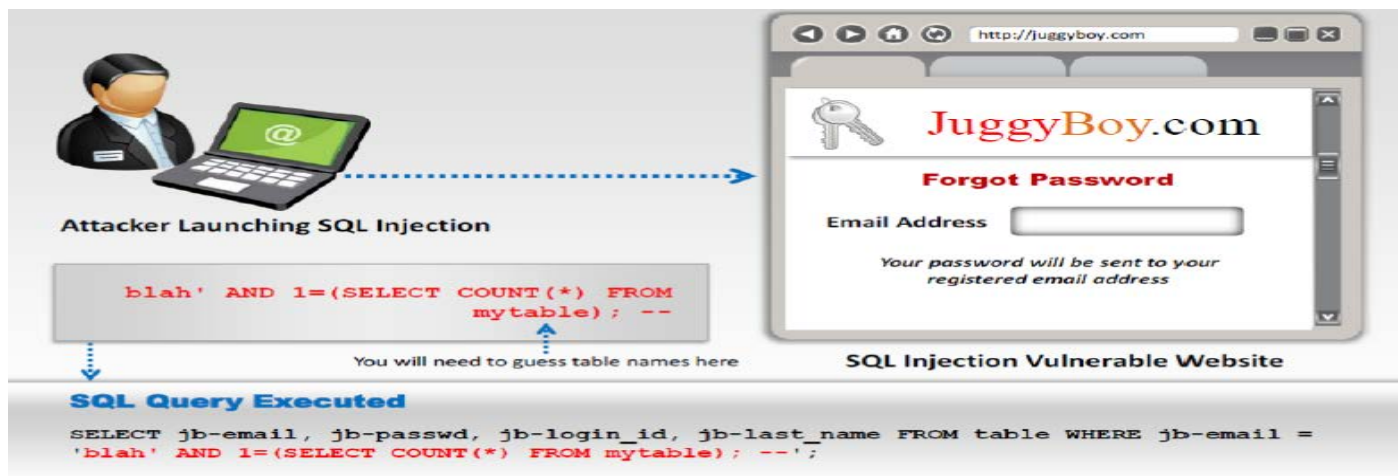 http://juggyboy.com
JuggyBoy.com
Forgot Password
Email Address
Your password will be sent to your
registered email address
SQL Injection Vulnerable Website
@
Attacker Launching SQL Injection
blah' AND 1=(SELECT COUNT(*) FROM
mytable); --
You will need to guess table names here
SQL Query Executed
SELECT jb-email, jb-passwd, jb-login_id, jb-last_name FROM table WHERE jb-email =
'blah' AND 1=(SELECT COUNT(*) FROM mytable); --';